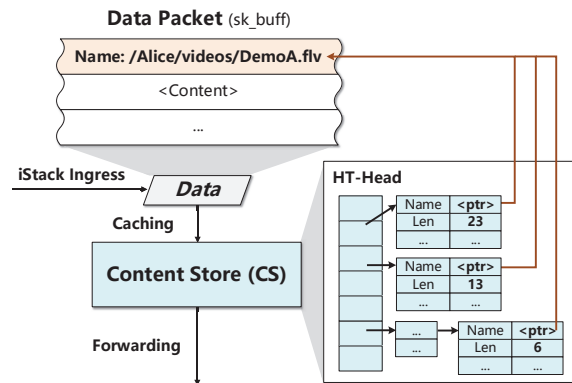 Data Packet (sk_buff)
Name: /Alice/videos/DemoA.flv
<Content>
...
iStack Ingress
Data
Caching
Content Store (CS)
Forwarding
HT-Head
Name <ptr>
Len 23
... ...
Name <ptr>
Len 13
... ...
...
...
Name <ptr>
Len 6
... ...